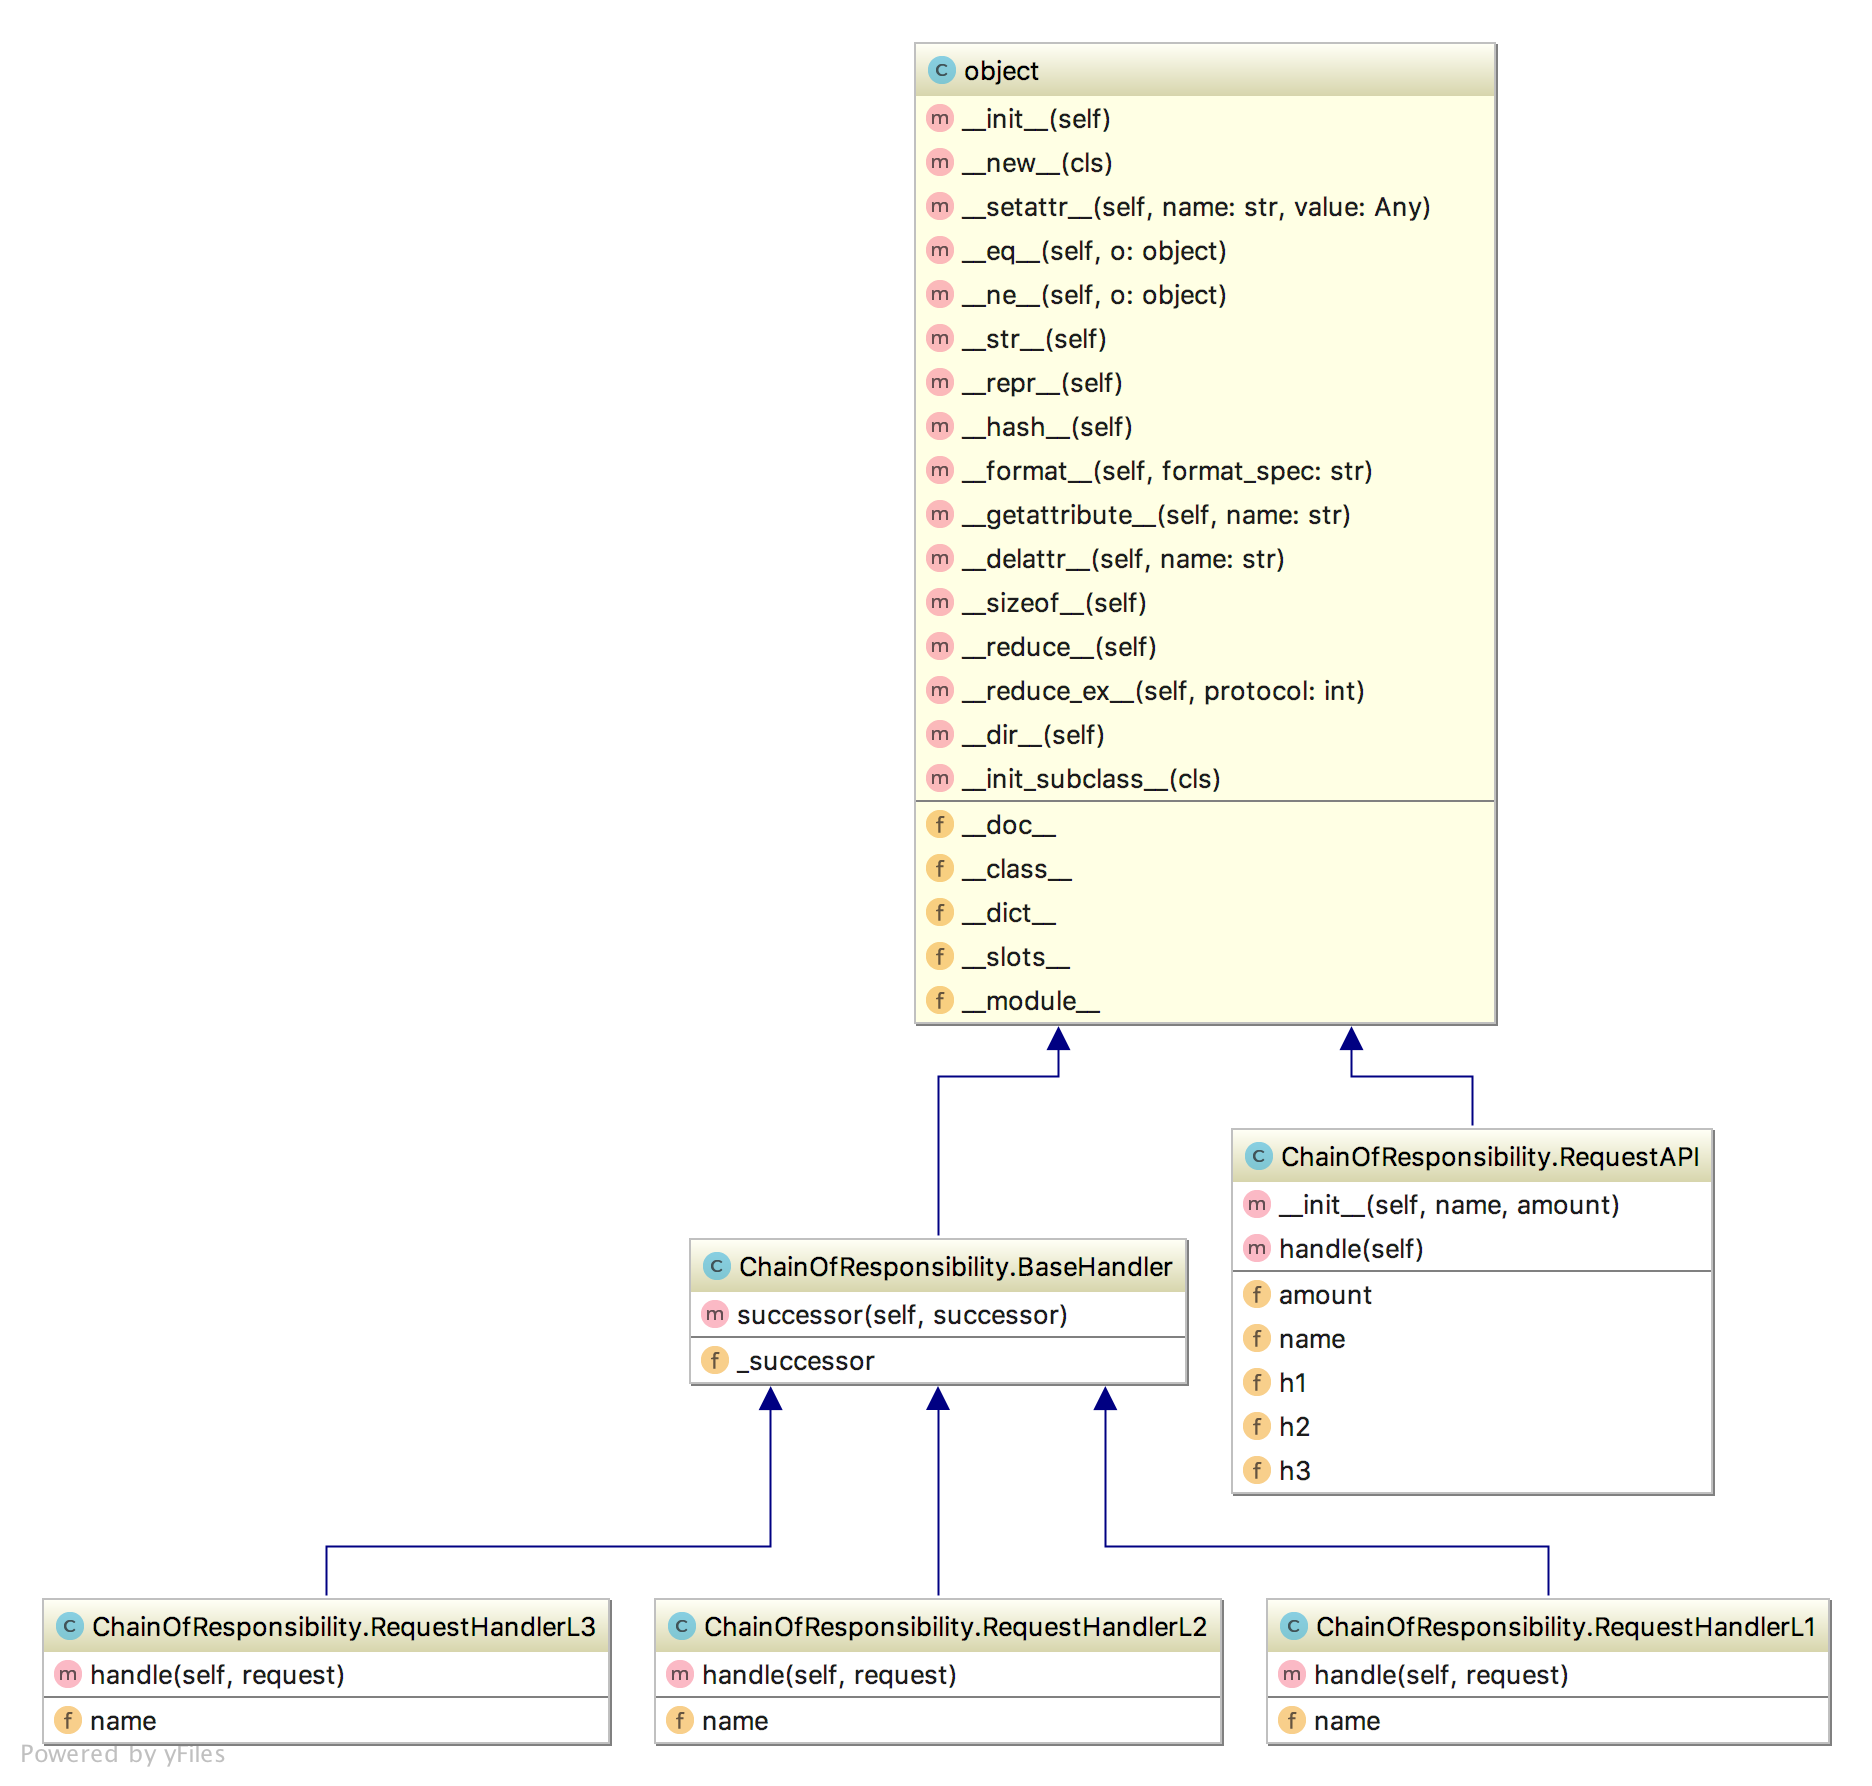 C object
m __init__(self)
m __new__(cls)
m __setattr__(self, name: str, value: Any)
m __eq__(self, o: object)
m __ne__(self, o: object)
m __str__(self)
m __repr__(self)
m __hash__(self)
m __format__(self, format_spec: str)
m __getattribute__(self, name: str)
m __delattr__(self, name: str)
m __sizeof__(self)
m __reduce__(self)
m __reduce_ex__(self, protocol: int)
m __dir__(self)
m __init_subclass__(cls)
f __doc__
f __class__
f __dict__
f __slots__
f __module__
C ChainOfResponsibility.RequestAPI
m __init__(self, name, amount)
m handle(self)
f amount
f name
f h1
f h2
f h3
C ChainOfResponsibility.BaseHandler
m successor(self, successor)
f _successor
C ChainOfResponsibility.RequestHandlerL3
m handle(self, request)
f name
C ChainOfResponsibility.RequestHandlerL2
m handle(self, request)
f name
C ChainOfResponsibility.RequestHandlerL1
m handle(self, request)
f name
Powered by yFiles